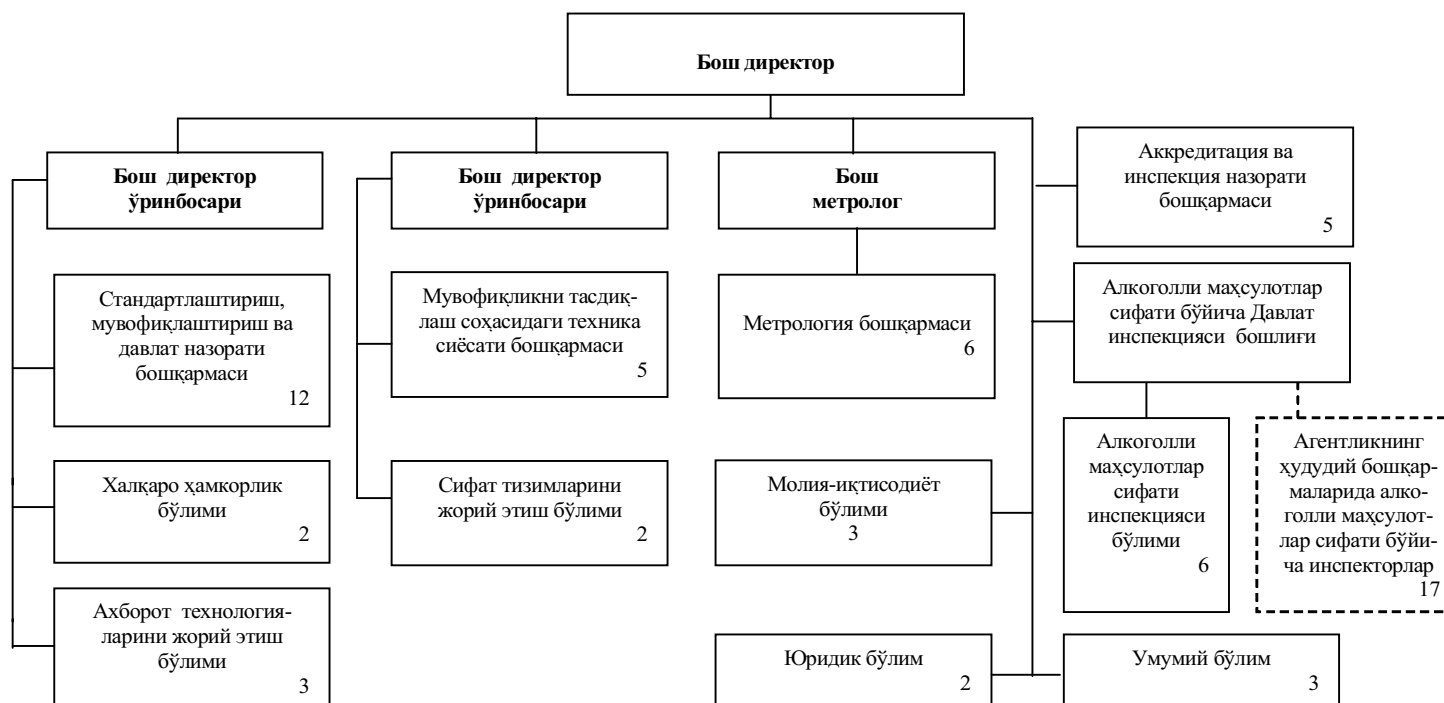 Бош директор
Бош директор
ўринбосари
Бош директор
ўринбосари
Бош
метролог
Аккредитация ва
инспекция назорати
бошқармаси
5
Стандартлаштириш,
мувофиқлаштириш ва
давлат назорати
бошқармаси
12
Мувофиқликни тасдиқ-
лаш соҳасидаги техника
сиёсати бошқармаси
5
Метрология бошқармаси
6
Алкоголли маҳсулотлар
сифати бўйича Давлат
инспекцияси бошлиғи
Халқаро ҳамкорлик
бўлими
2
Сифат тизимларини
жорий этиш бўлими
2
Молия-иқтисодиёт
бўлими
3
Алкоголли
маҳсулотлар
сифати
инспекцияси
бўлими
6
Агентликнинг
ҳудудий бошқар-
маларида алко-
голли маҳсулот-
лар сифати бўйи-
ча инспекторлар
17
Ахборот технология-
ларини жорий этиш
бўлими
3
Юридик бўлим
2
Умумий бўлим
3